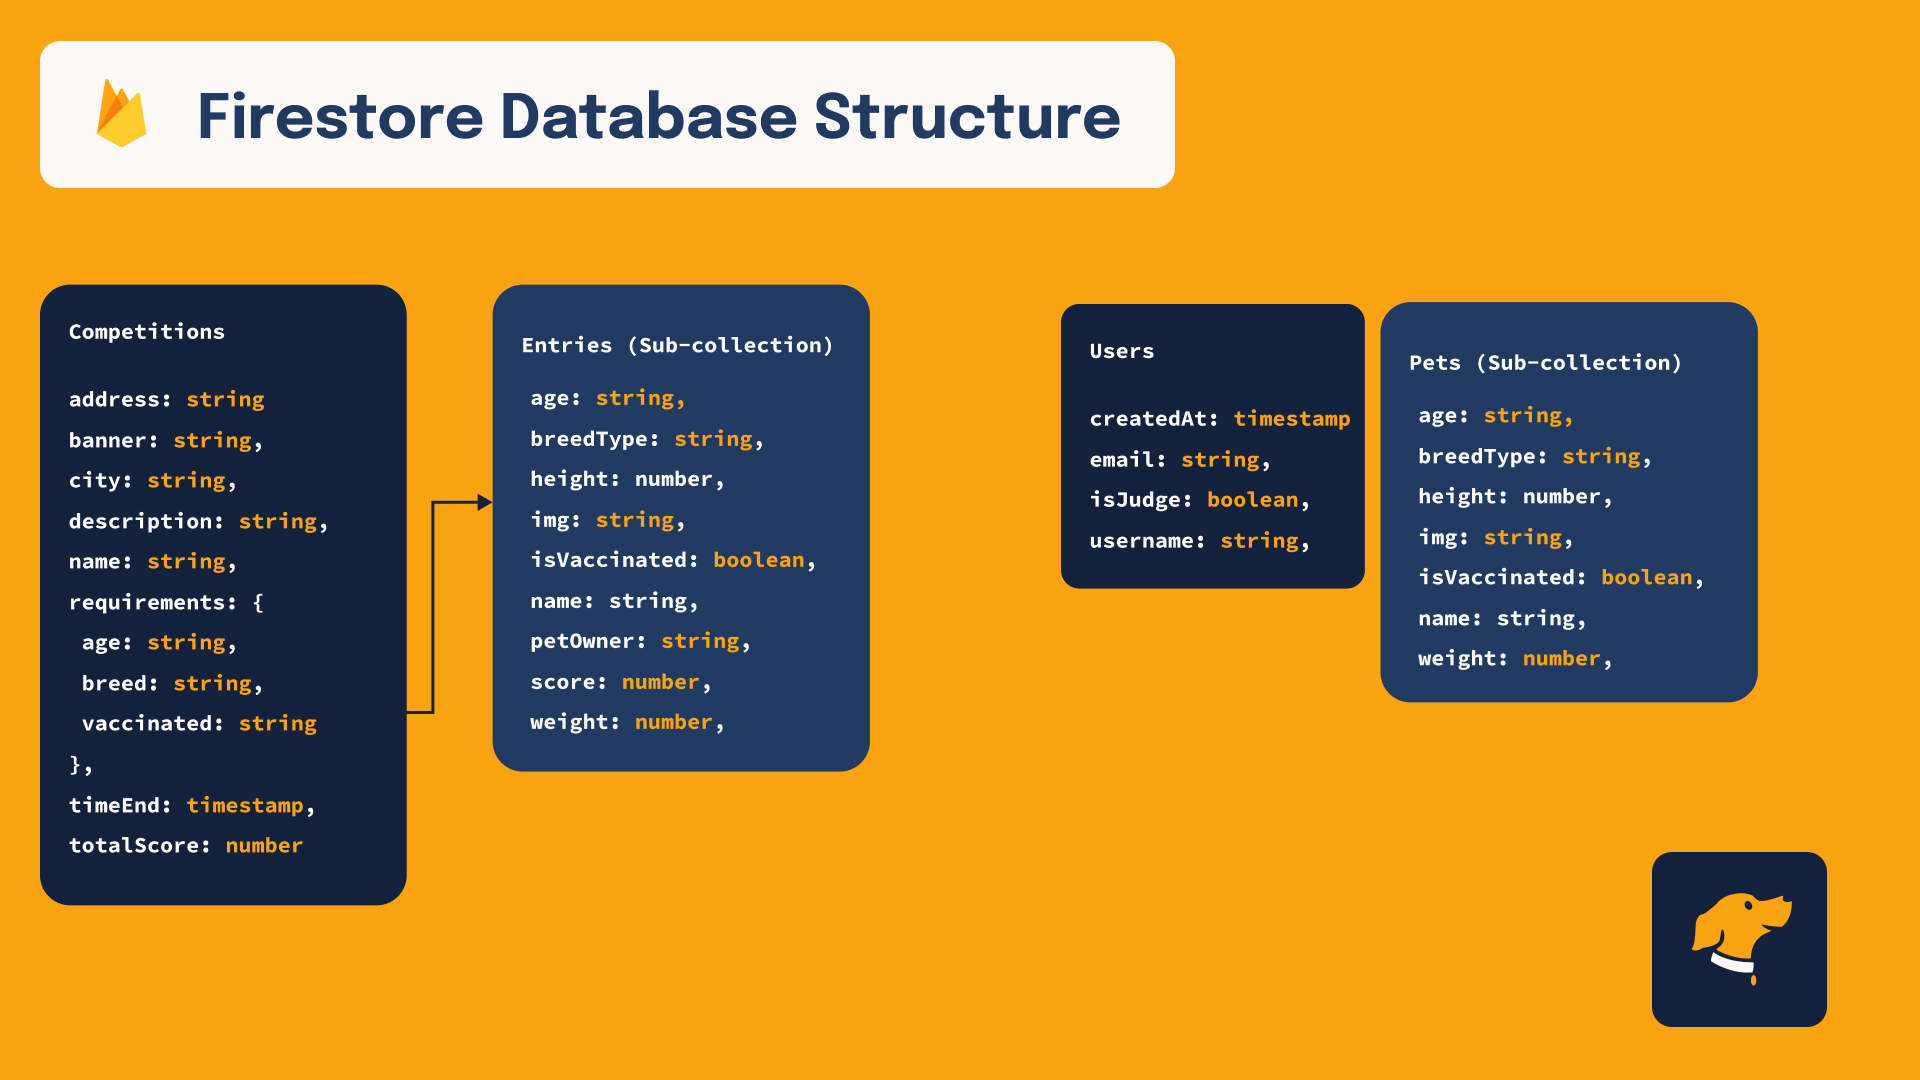 Firestore Database Structure
Competitions
address: string
banner: string,
city: string,
description: string,
name: string,
requirements: {
age: string,
breed: string,
vaccinated: string
},
timeEnd: timestamp,
totalScore: number
Entries (Sub-collection)
age: string,
breedType: string,
height: number,
img: string,
isVaccinated: boolean,
name: string,
petOwner: string,
score: number,
weight: number,
Users
createdAt: timestamp
email: string,
isJudge: boolean,
username: string,
Pets (Sub-collection)
age: string,
breedType: string,
height: number,
img: string,
isVaccinated: boolean,
name: string,
weight: number,